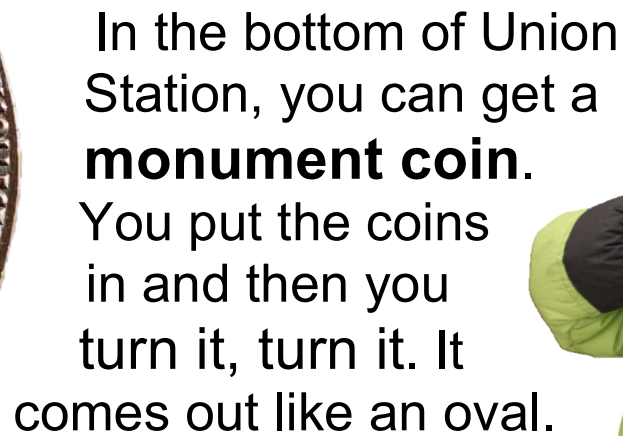 In the bottom of Union
Station, you can get a
monument coin.
You put the coins
in and then you
turn it, turn it. It
comes out like an oval.